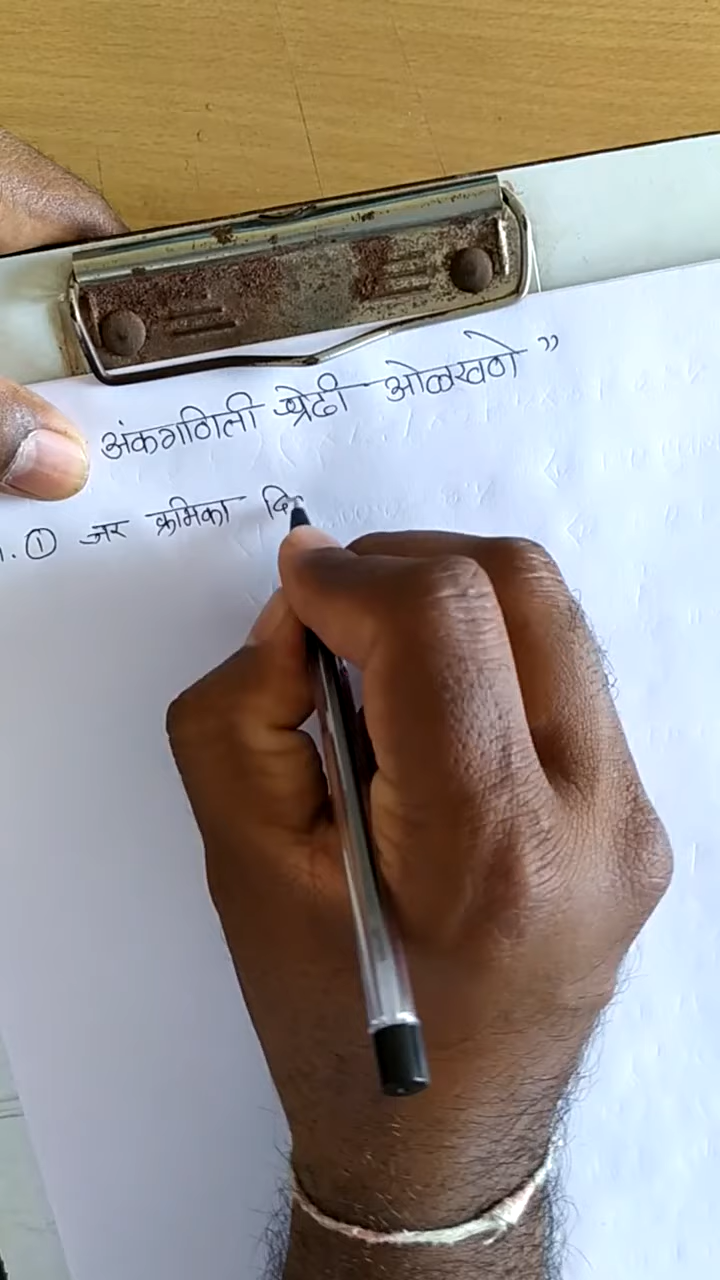 अंकगणिती श्रेढी ओळखणे ”
. ① जर क्रमिका दि